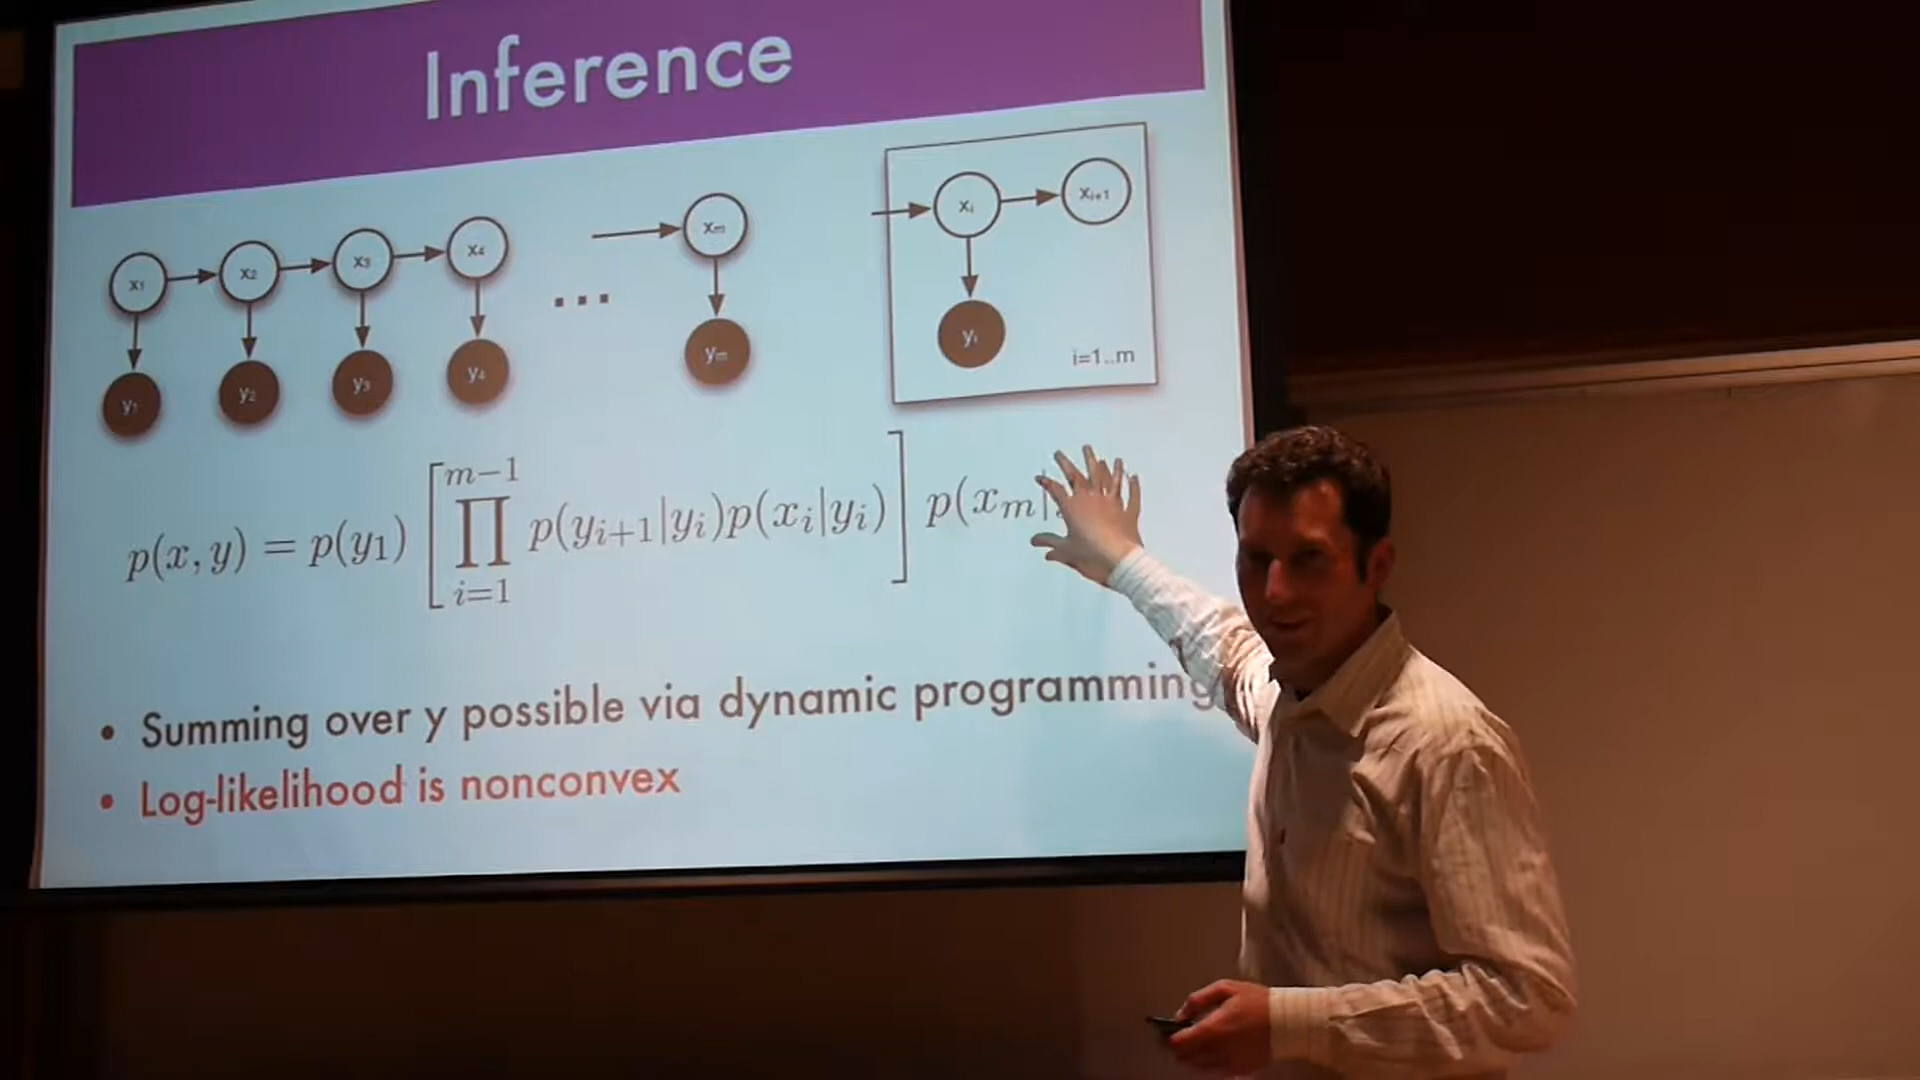 Inference
x₁ x₂ x₃ x₄ ... xₘ
y₁ y₂ y₃ y₄ yₘ
xᵢ xᵢ₊₁
yᵢ
i=1..m
p(x, y) = p(y₁) [∏ᵢ₌₁ᵐ⁻¹ p(yᵢ₊₁|yᵢ)p(xᵢ|yᵢ)] p(xₘ|
• Summing over y possible via dynamic programming
• Log-likelihood is nonconvex